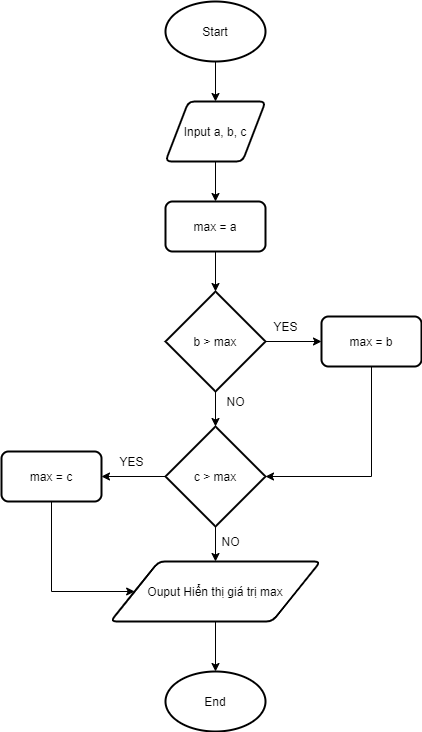 Start
Input a, b, c
max = a
b > max
YES
max = b
NO
max = c
YES
c > max
NO
Ouput Hiển thị giá trị max
End